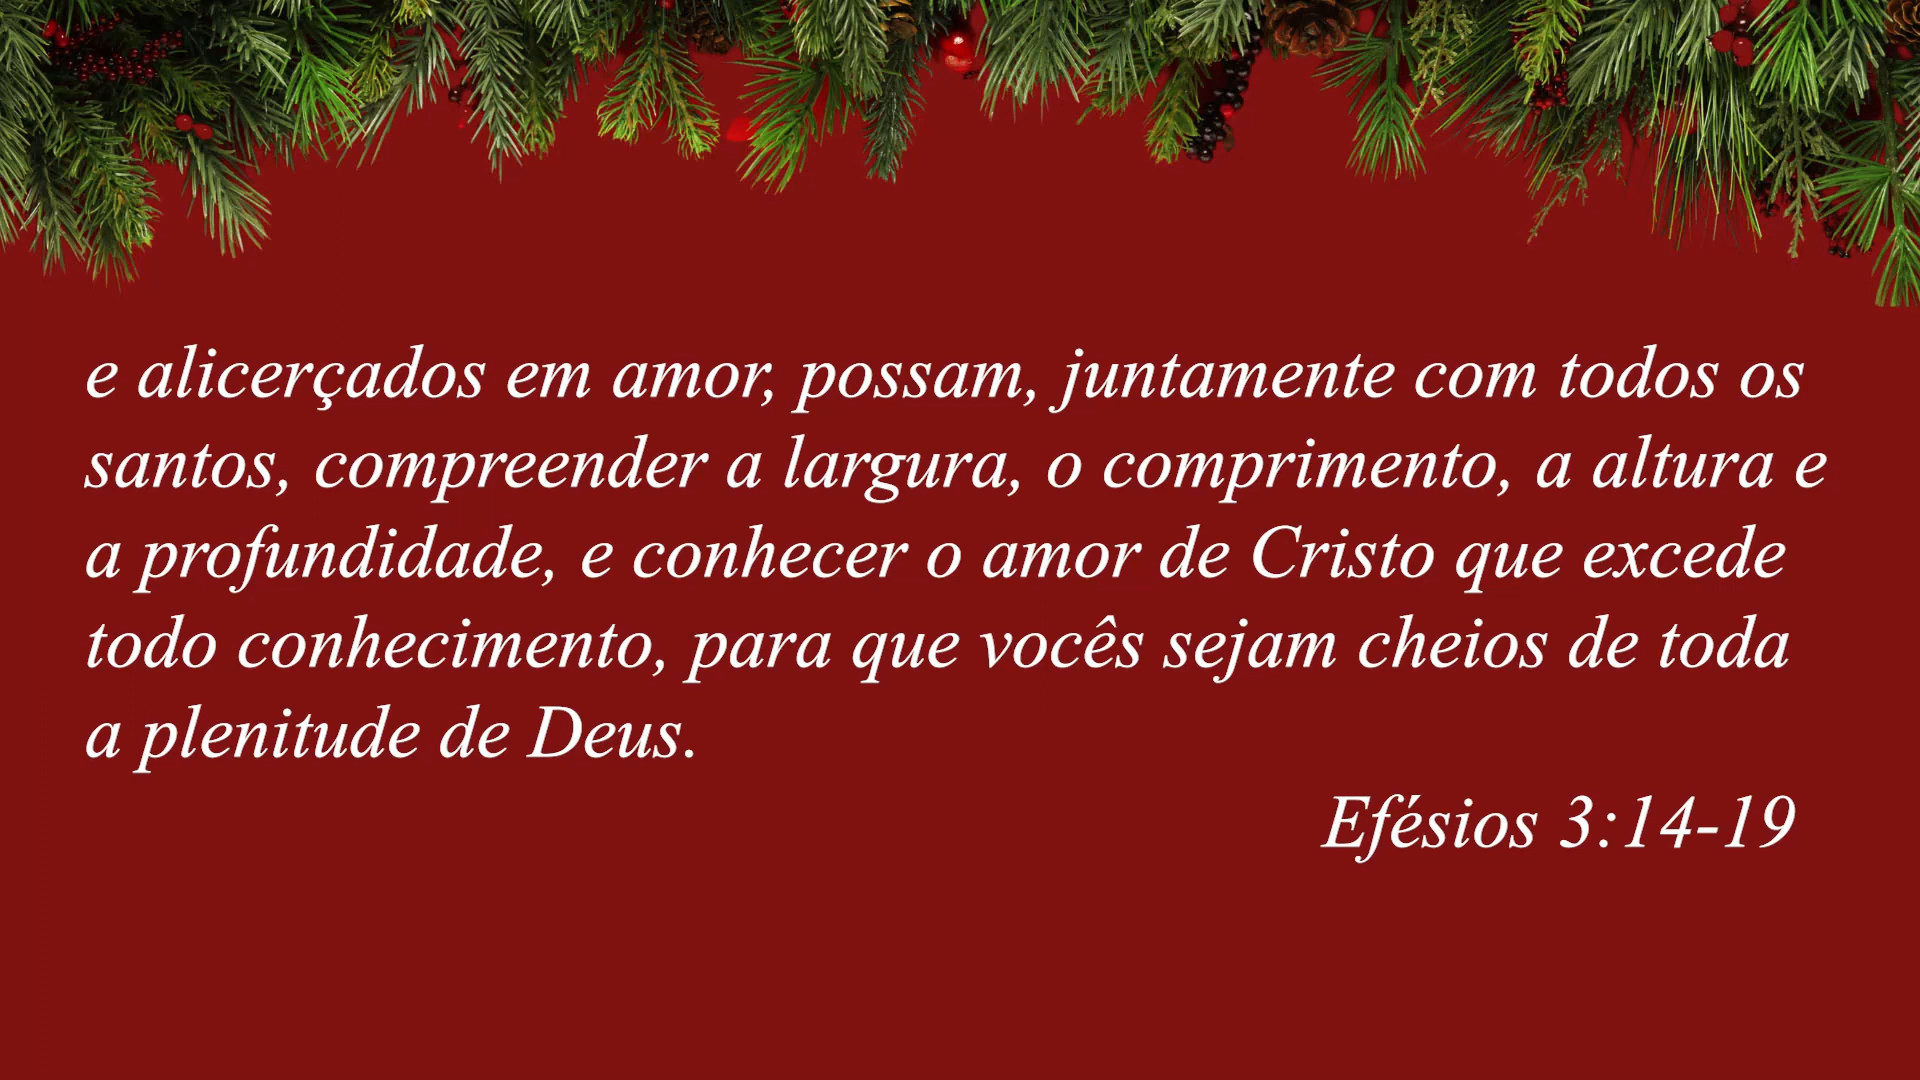 e alicerçados em amor, possam, juntamente com todos os
santos, compreender a largura, o comprimento, a altura e
a profundidade, e conhecer o amor de Cristo que excede
todo conhecimento, para que vocês sejam cheios de toda
a plenitude de Deus.
Efésios 3:14-19